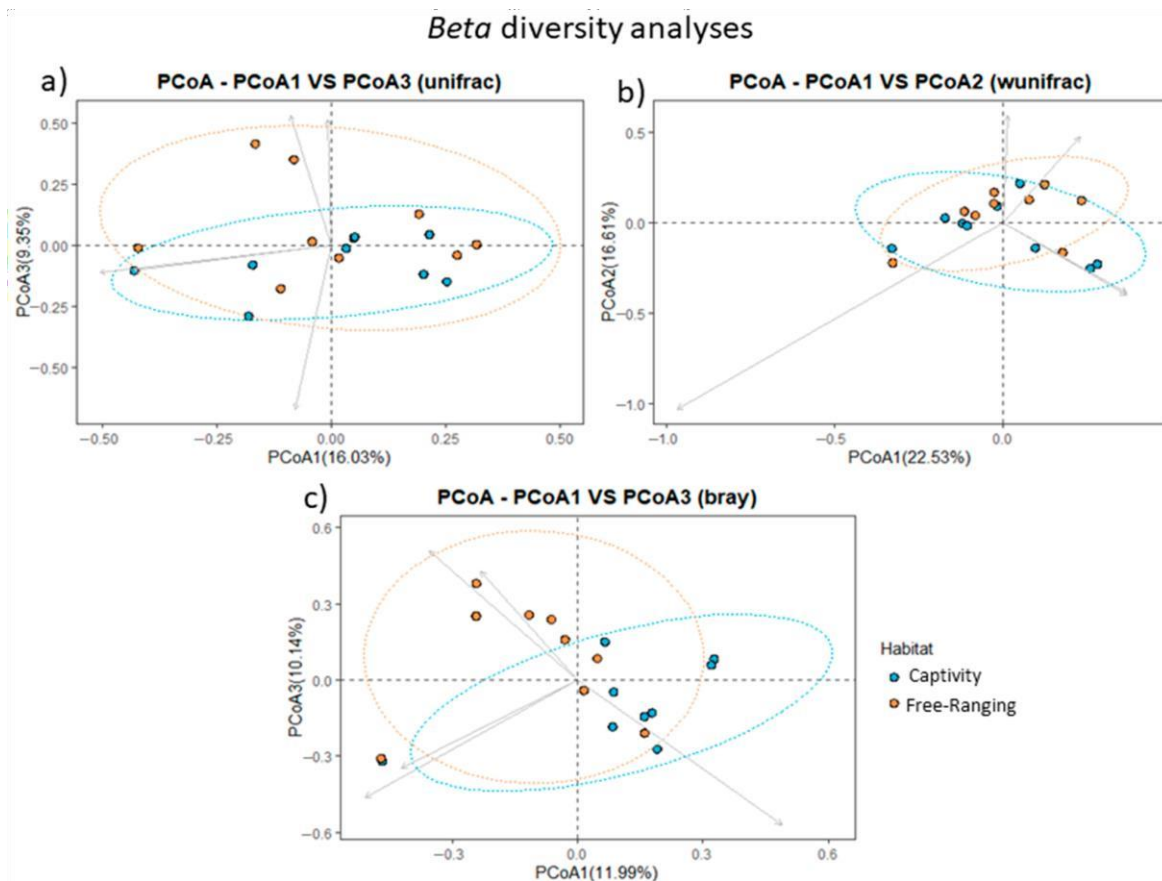 Beta diversity analyses
a)
PCoA - PCoA1 VS PCoA3 (unifrac)
PCoA3(9.35%)
0.50
0.25
0.00
−0.25
−0.50
−0.50
−0.25
0.00
0.25
0.50
PCoA1(16.03%)
b)
PCoA - PCoA1 VS PCoA2 (wunifrac)
PCoA2(16.61%)
0.5
0.0
−0.5
−1.0
−1.0
−0.5
0.0
PCoA1(22.53%)
c)
PCoA - PCoA1 VS PCoA3 (bray)
PCoA3(10.14%)
0.6
0.3
0.0
−0.3
−0.6
−0.3
0.0
0.3
0.6
PCoA1(11.99%)
Habitat
Captivity
Free-Ranging